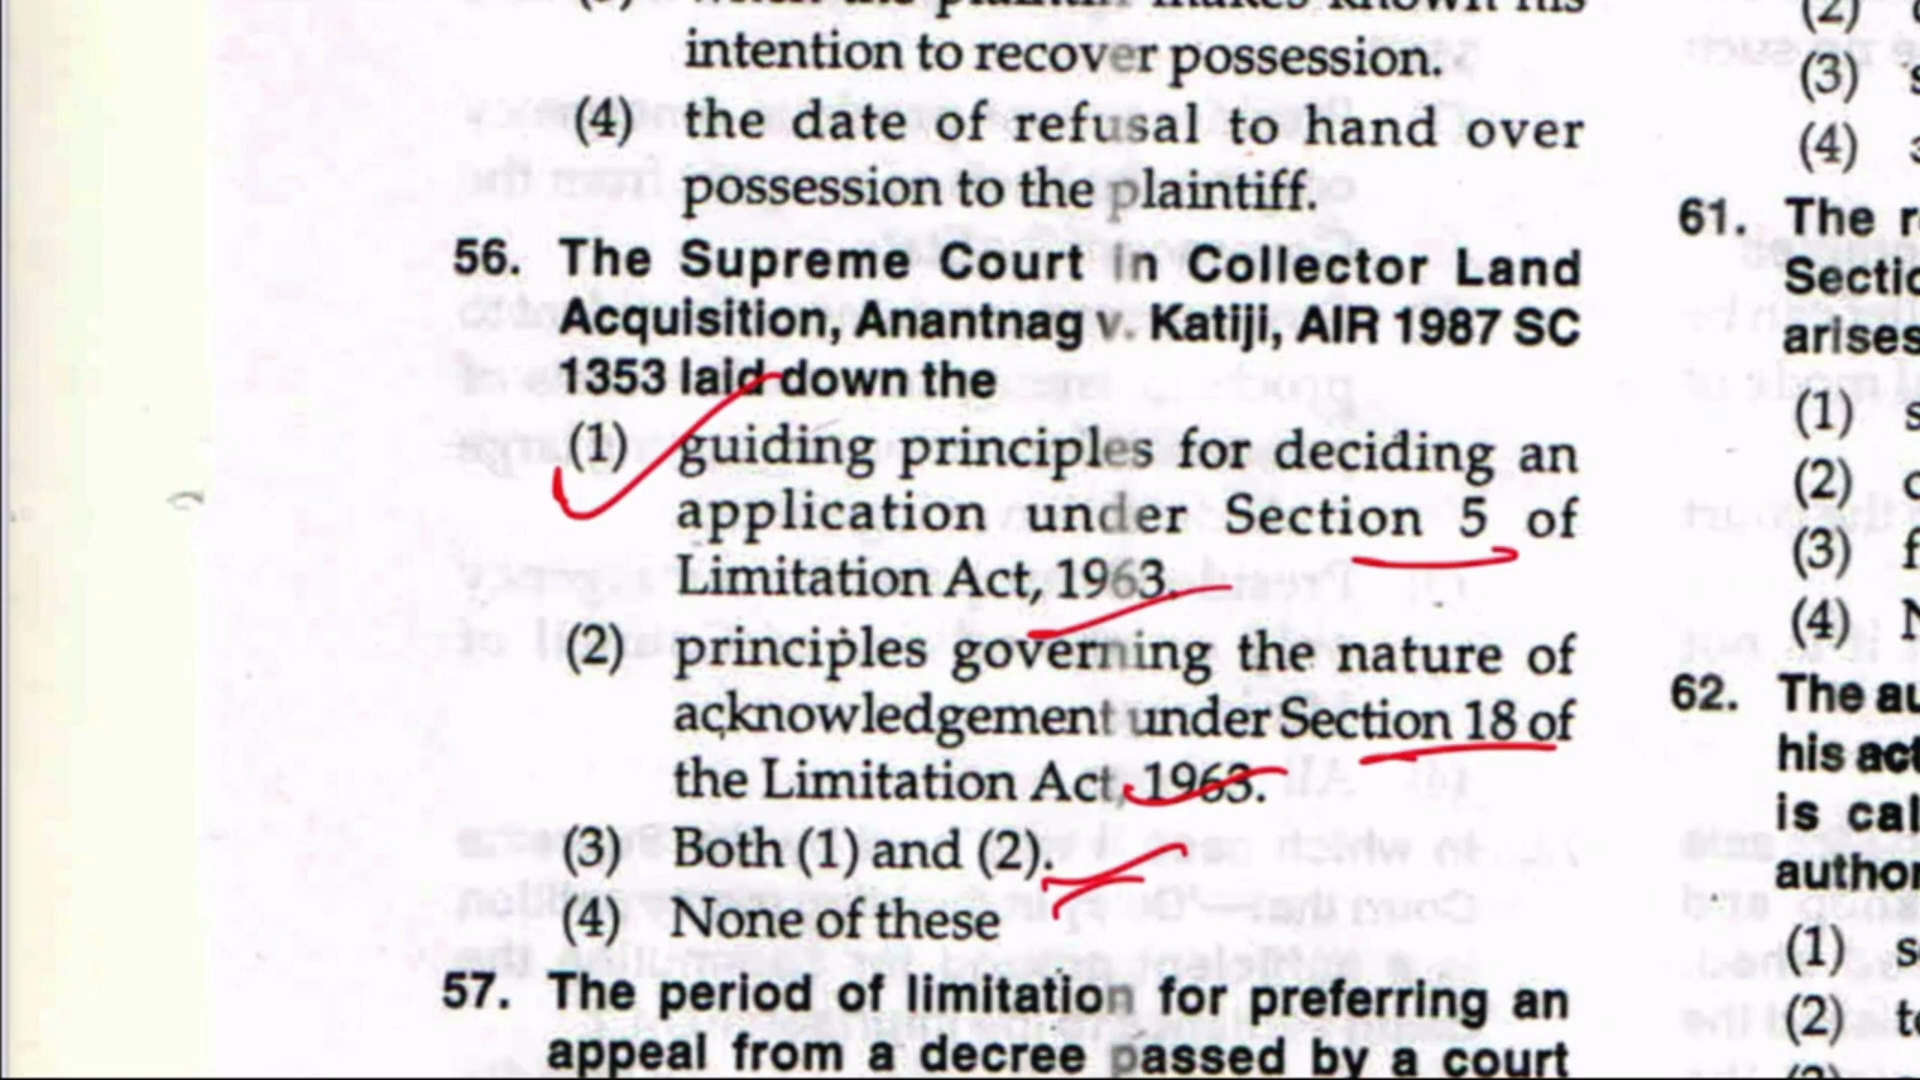 intention to recover possession.
(4) the date of refusal to hand over
possession to the plaintiff.
56. The Supreme Court in Collector Land
Acquisition, Anantnag v. Katiji, AIR 1987 SC
1353 laid down the
(1) guiding principles for deciding an
application under Section 5 of
Limitation Act, 1963.
(2) principles governing the nature of
acknowledgement under Section 18 of
the Limitation Act, 1963.
(3) Both (1) and (2).
(4) None of these
57. The period of limitation for preferring an
appeal from a decree passed by a court
(2)
(3)
(4)
61. The
arises
(1)
(2)
(3)
(4)
62. The
his act
is
(1)
(2)